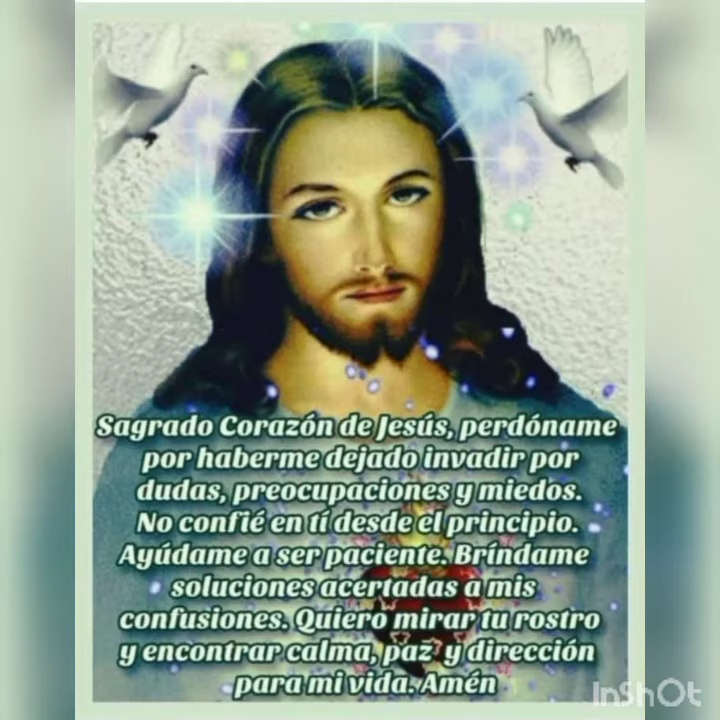 Sagrado Corazón de Jesús, perdóname
por haberme dejado invadir por
dudas, preocupaciones y miedos.
No confié en tí desde el principio.
Ayúdame a ser paciente. Bríndame
soluciones acertadas a mis
confusiones. Quiero mirar tu rostro
y encontrar calma, paz y dirección
para mi vida. Amén
InShOt